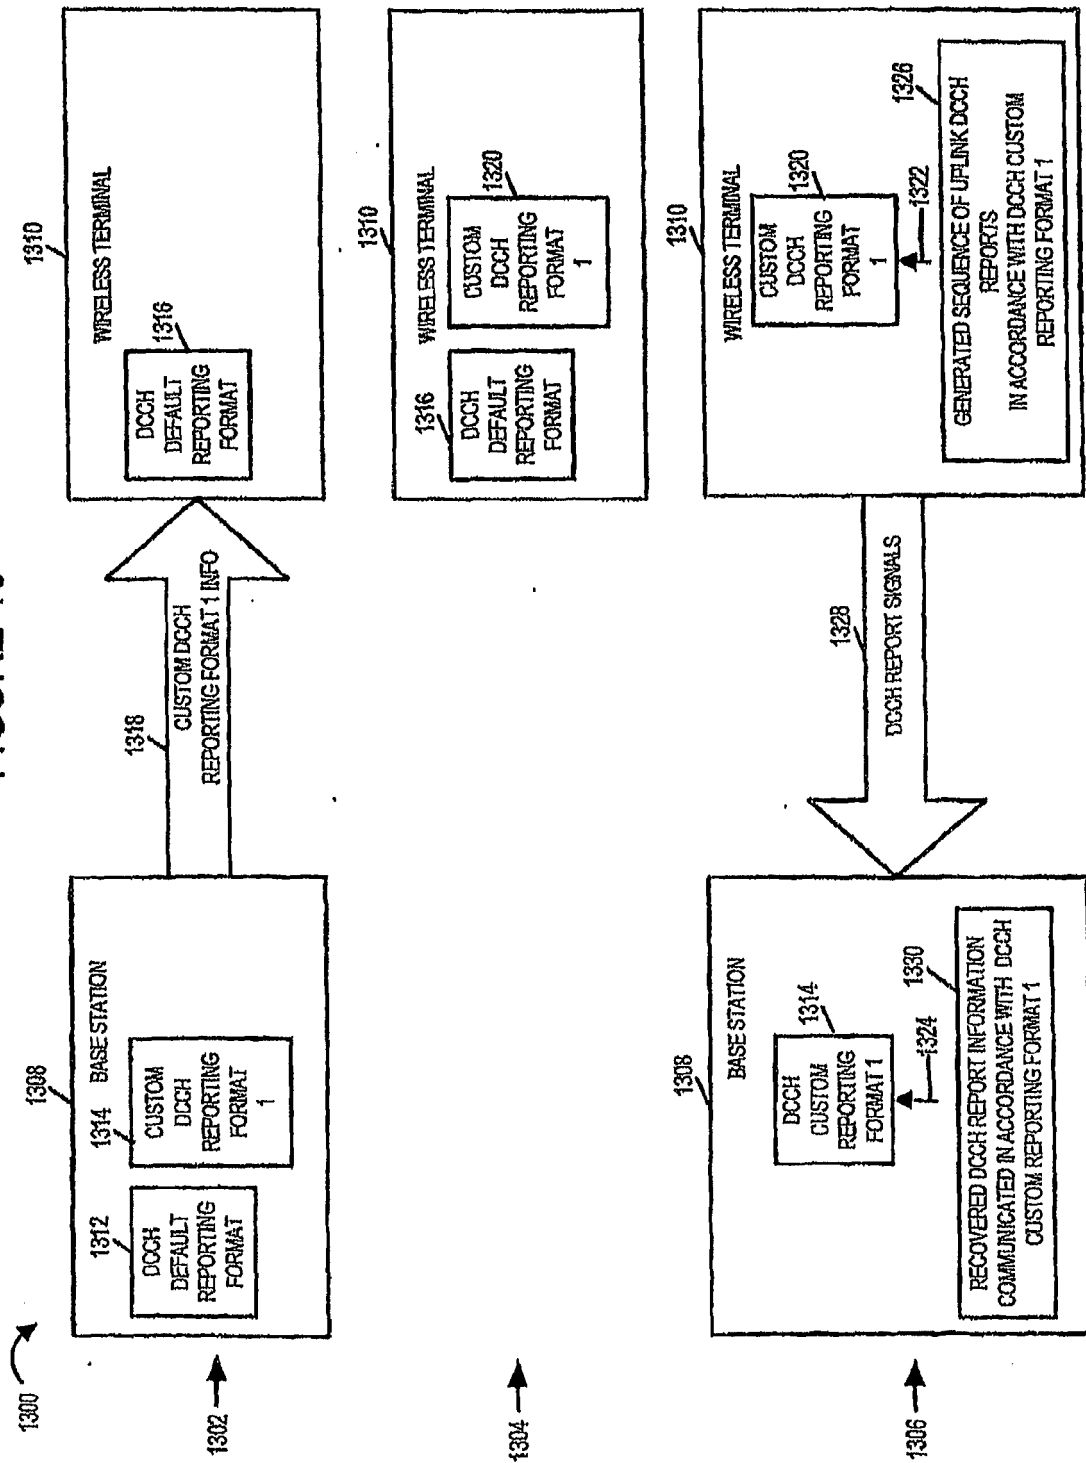 1300
1302
1308
BASE STATION
1312
DCCH
DEFAULT
REPORTING
FORMAT
1314
CUSTOM
DCCH
REPORTING
FORMAT
1
1318
CUSTOM DCCH
REPORTING FORMAT 1 INFO
1310
WIRELESS TERMINAL
1316
DCCH
DEFAULT
REPORTING
FORMAT
1304
1310
WIRELESS TERMINAL
1316
DCCH
DEFAULT
REPORTING
FORMAT
1320
CUSTOM
DCCH
REPORTING
FORMAT
1
1306
1308
BASE STATION
1314
DCCH
CUSTOM
REPORTING
FORMAT 1
1324
1330
RECOVERED DCCH REPORT INFORMATION
COMMUNICATED IN ACCORDANCE WITH DCCH
CUSTOM REPORTING FORMAT 1
1328
DCCH REPORT SIGNALS
1310
WIRELESS TERMINAL
1320
CUSTOM
DCCH
REPORTING
FORMAT
1
1322
1326
GENERATED SEQUENCE OF UPLINK DCCH
REPORTS
IN ACCORDANCE WITH DCCH CUSTOM
REPORTING FORMAT 1